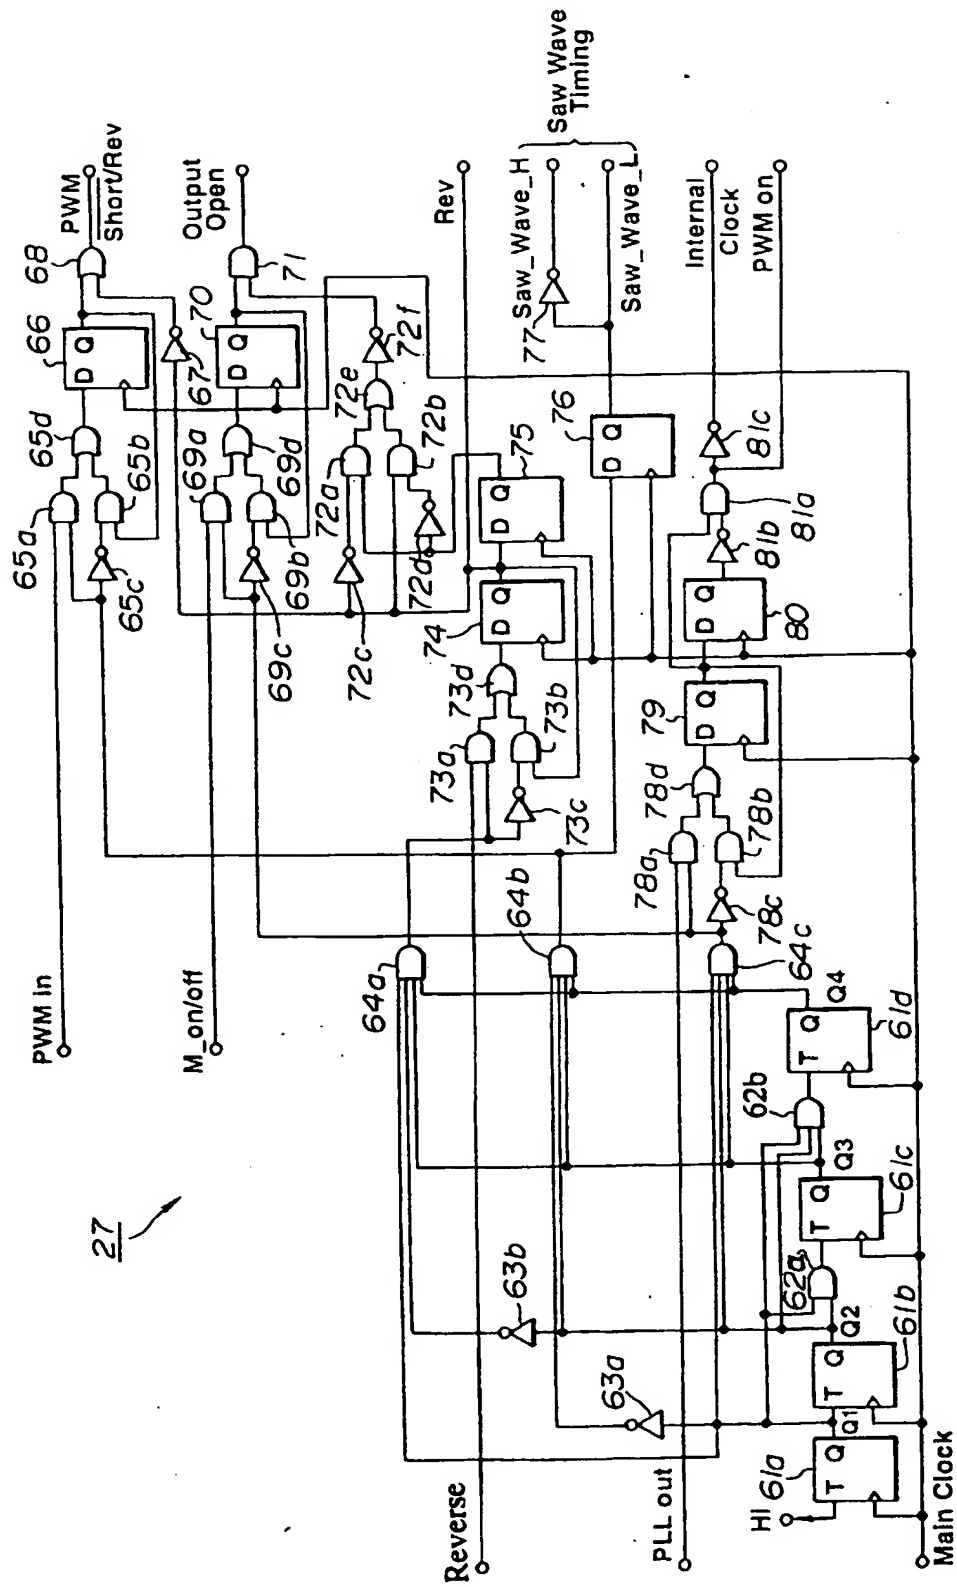 27
PWM in
M_on/off
Reverse
PLL out
HI
Main Clock
61a
T Q
Q1
61b
T Q
Q2
62a
61c
T Q
Q3
62b
61d
T Q
Q4
63a
63b
64a
64b
64c
65a
65b
65c
65d
66
D Q
67
68
PWM
Short/Rev
69a
69b
69c
69d
70
D Q
71
Output
Open
72a
72b
72c
72d
72e
72f
73a
73b
73c
73d
74
D Q
75
D Q
Rev
76
D Q
77
Saw_Wave_H
Saw_Wave_L
Saw Wave
Timing
78a
78b
78c
78d
79
D Q
80
D Q
81a
81b
81c
Internal
Clock
PWM on